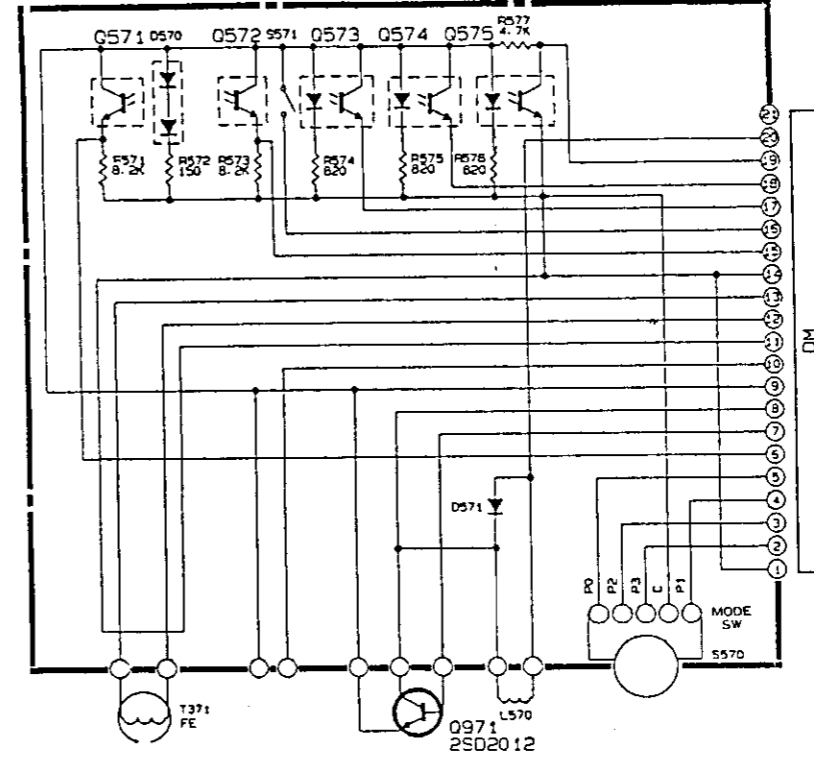 Q571 D570 Q572 S571 Q573 Q574 Q575 R577
4.7K
R571
8.2K
R572
150
R573
8.2K
R574
820
R575
820
R576
820
21
20
19
18
17
16
15
14
13
12
11
10
9
8
7
6
5
4
3
2
1
DM
D571
P0 P2 P3 C P1
MODE
SW
S570
T371
FE
L570
Q971
2SD2012